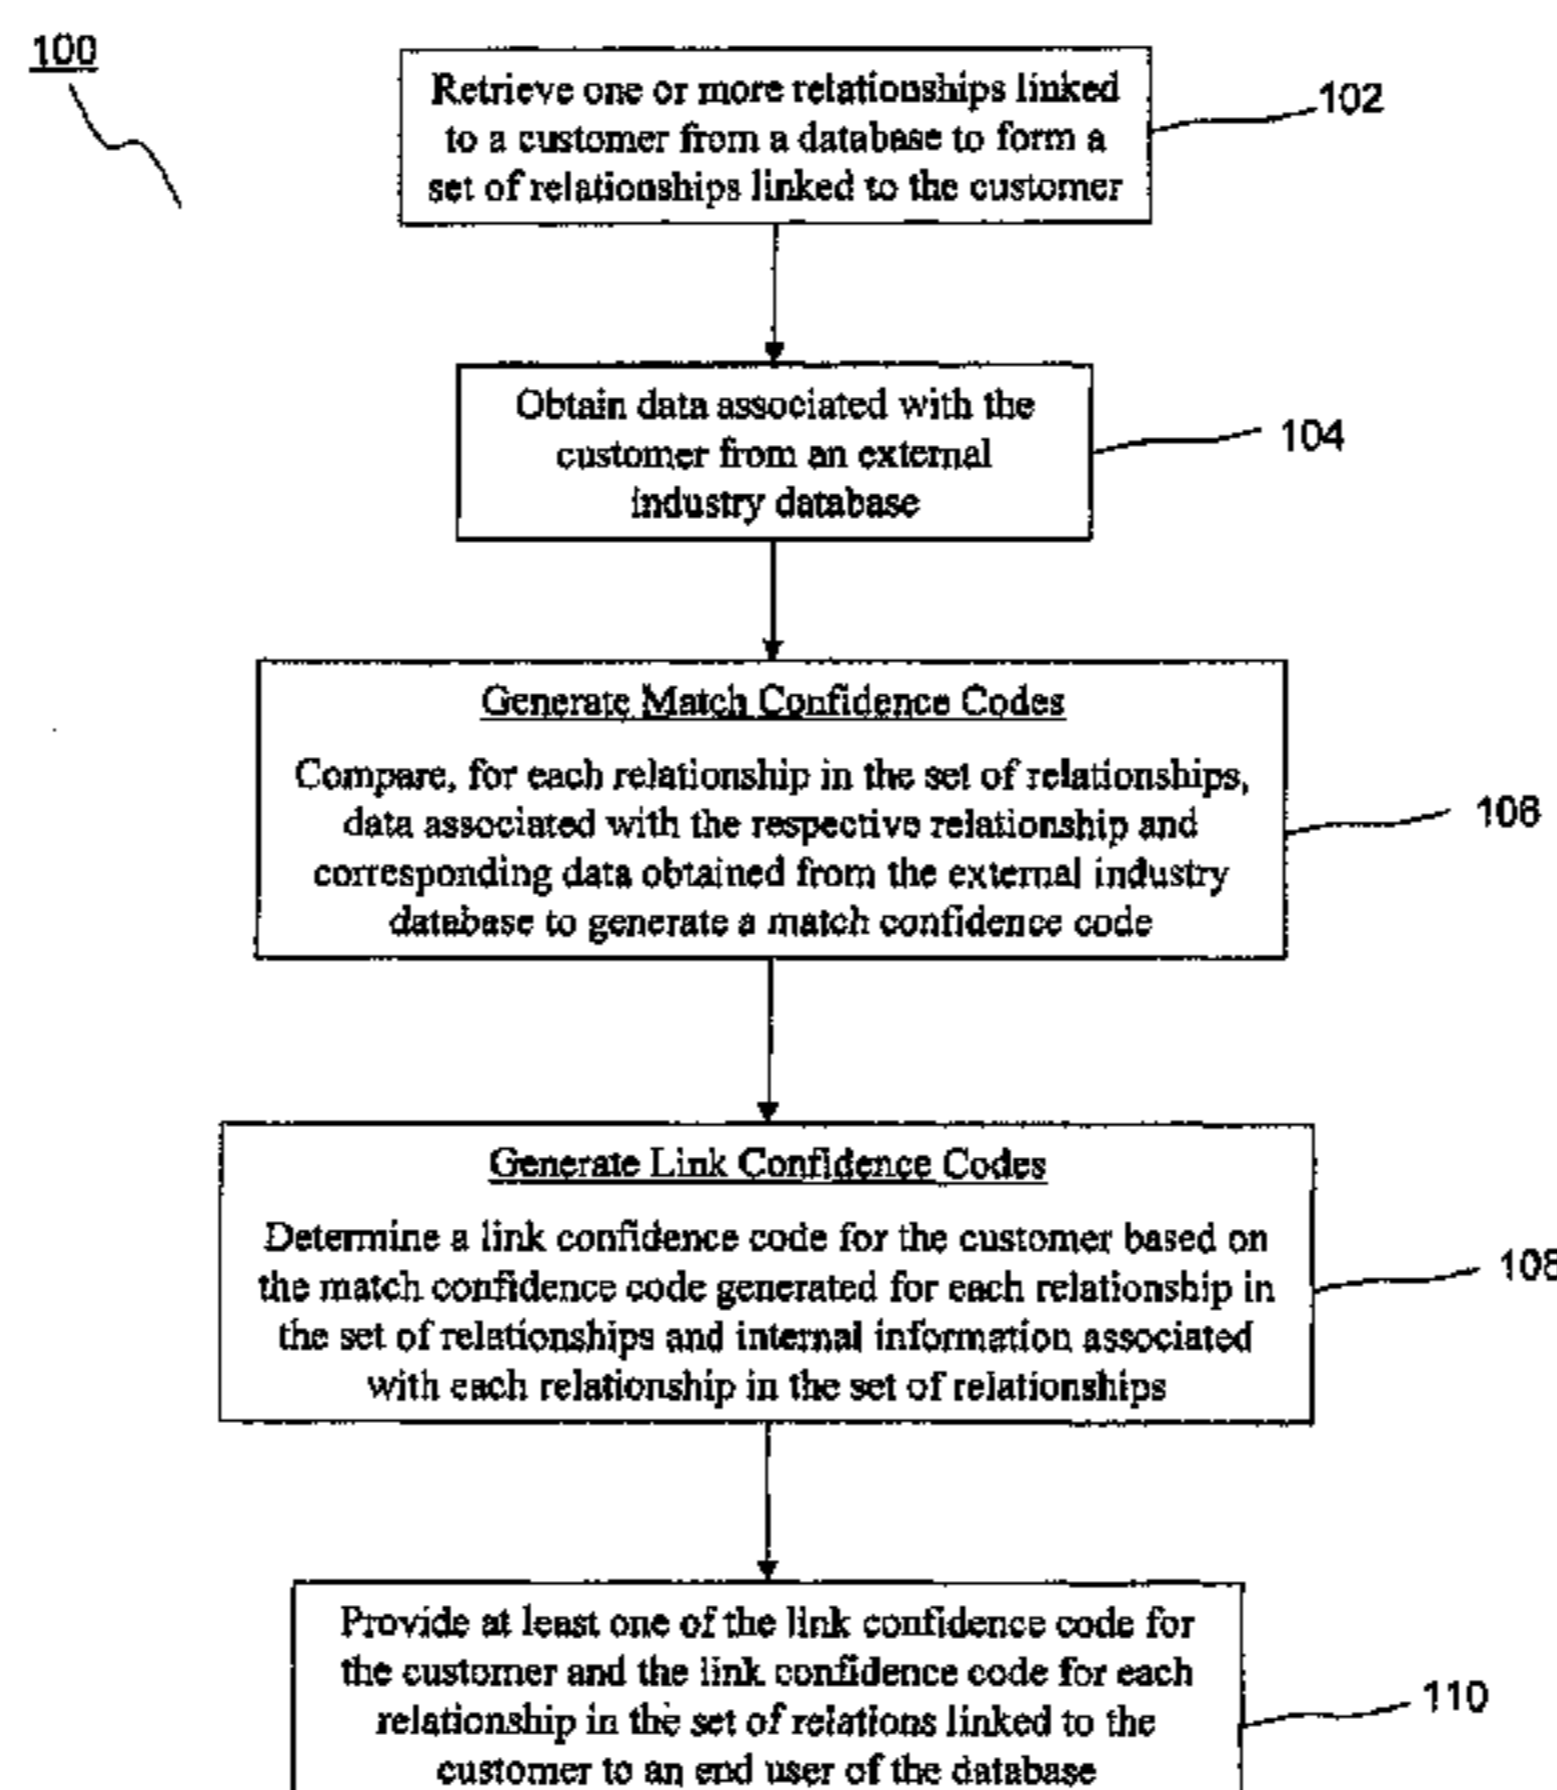 100
Retrieve one or more relationships linked
to a customer from a database to form a
set of relationships linked to the customer
102
Obtain data associated with the
customer from an external
industry database
104
Generate Match Confidence Codes
Compare, for each relationship in the set of relationships,
data associated with the respective relationship and
corresponding data obtained from the external industry
database to generate a match confidence code
106
Generate Link Confidence Codes
Determine a link confidence code for the customer based on
the match confidence code generated for each relationship in
the set of relationships and internal information associated
with each relationship in the set of relationships
108
Provide at least one of the link confidence code for
the customer and the link confidence code for each
relationship in the set of relations linked to the
customer to an end user of the database
110